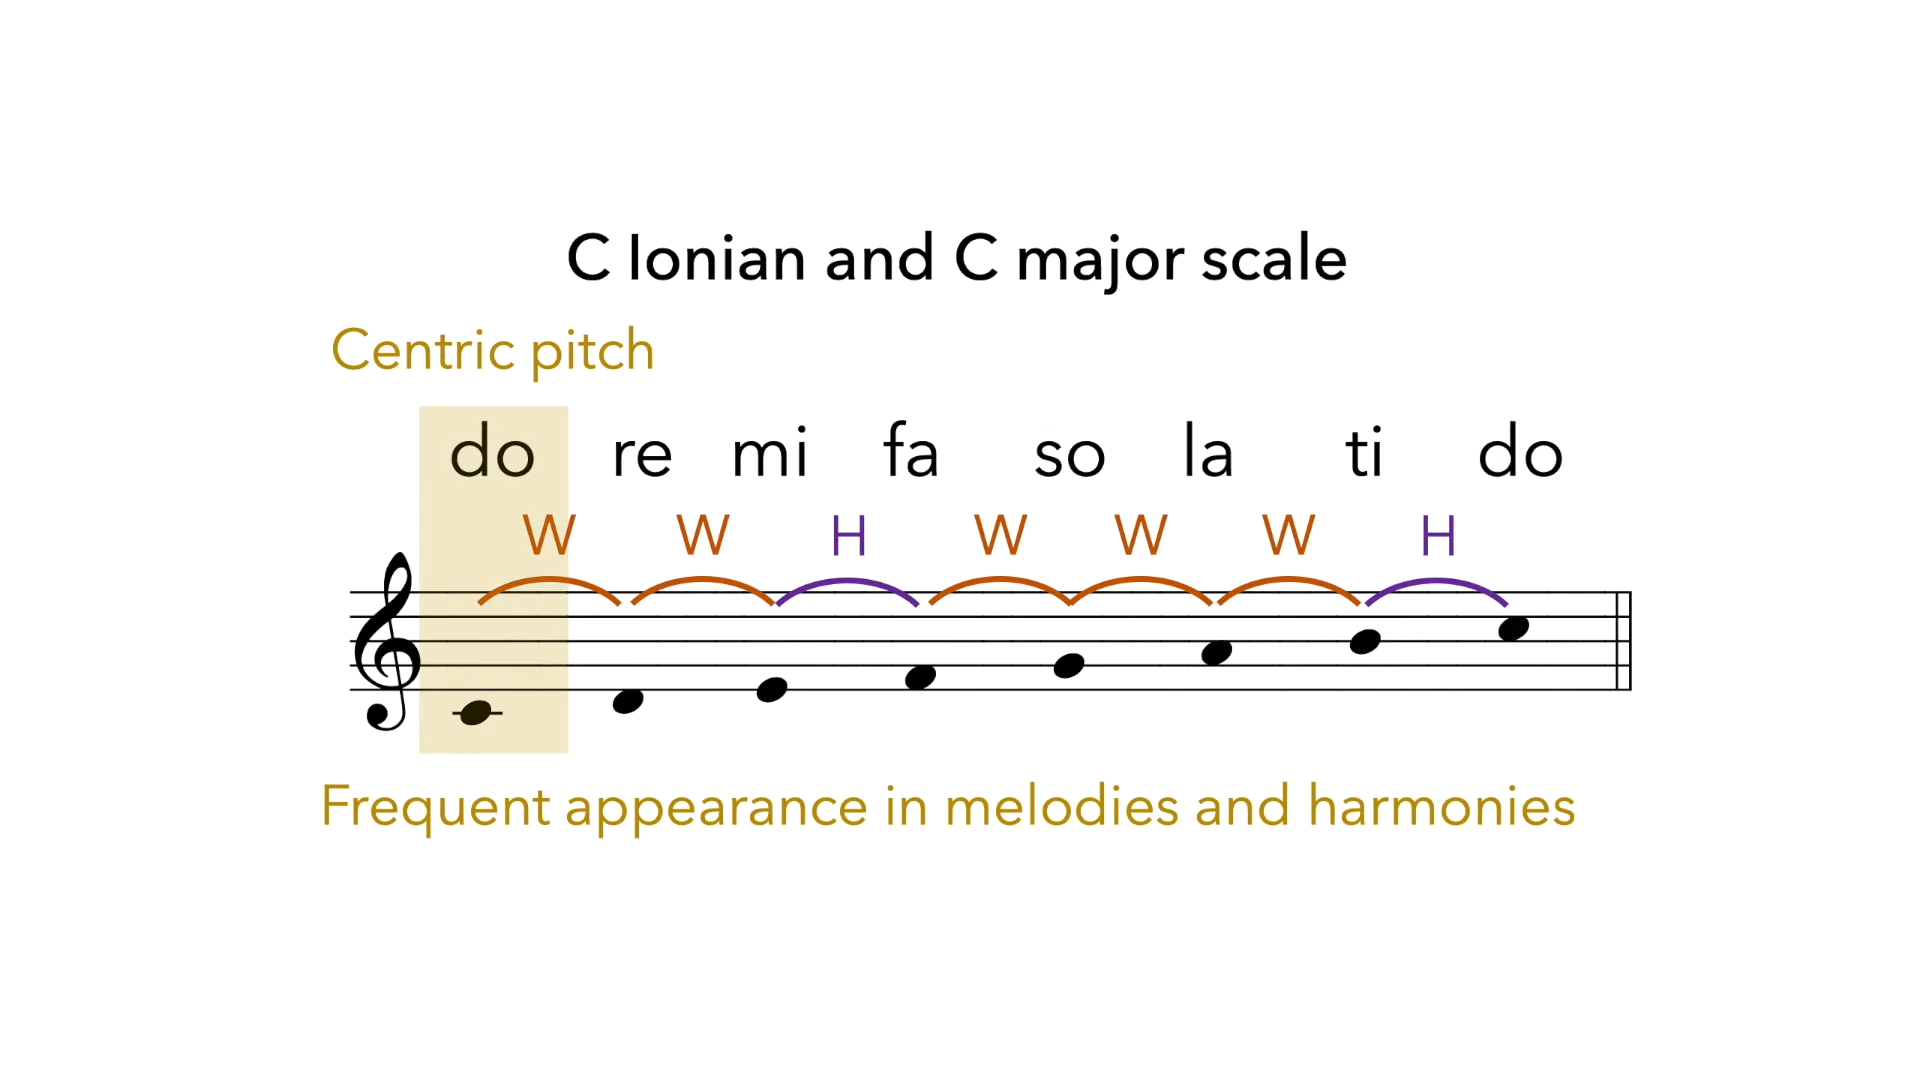 C Ionian and C major scale
Centric pitch
do re mi fa so la ti do
W W H W W W H
Frequent appearance in melodies and harmonies